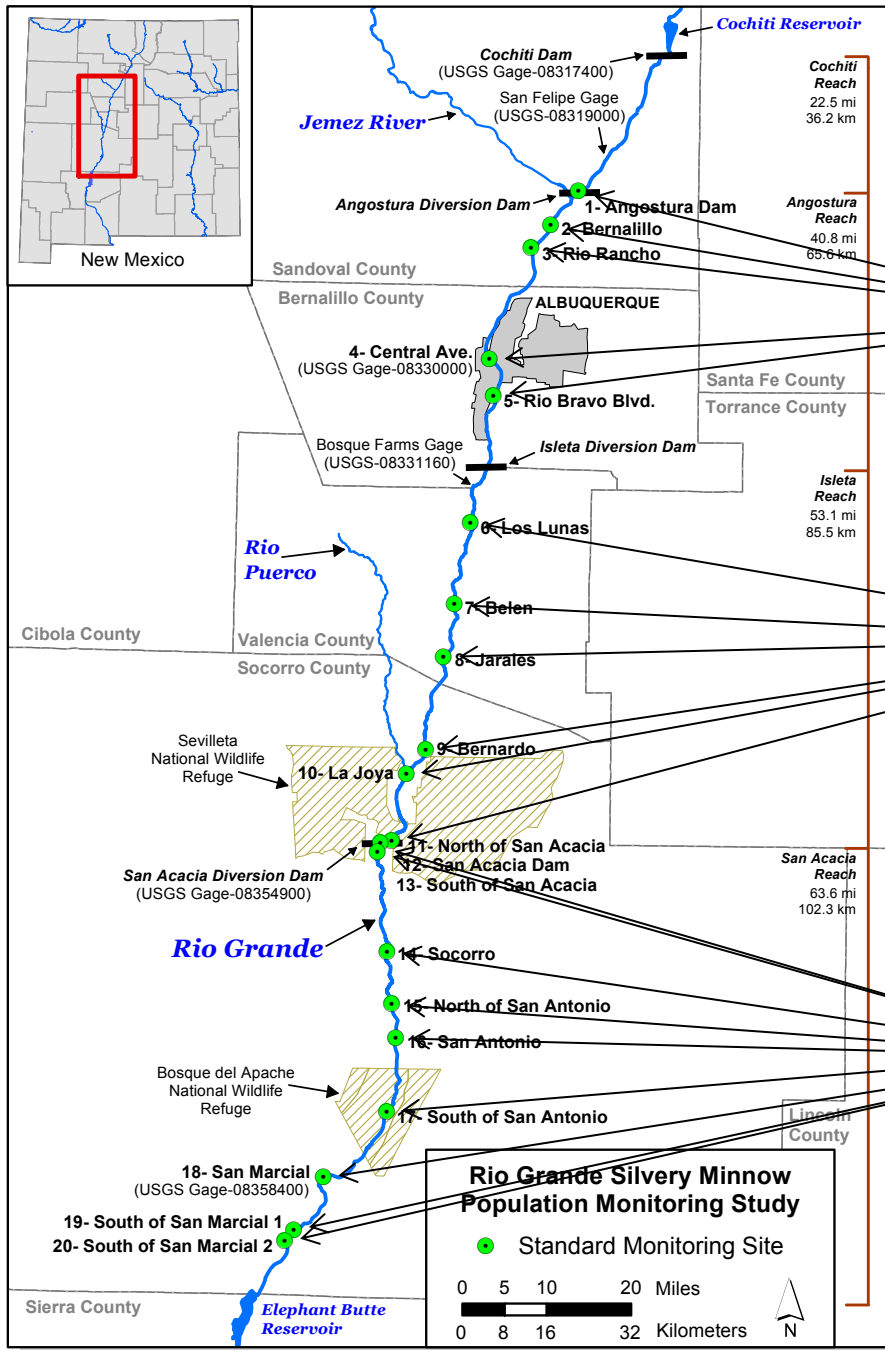 Cochiti Reservoir
Cochiti Dam
(USGS Gage-08317400)
Cochiti
Reach
22.5 mi
36.2 km
San Felipe Gage
(USGS-08319000)
Jemez River
New Mexico
Angostura Diversion Dam
1- Angostura Dam
Angostura
Reach
40.8 mi
65.6 km
2- Bernalillo
3- Rio Rancho
Sandoval County
Bernalillo County
ALBUQUERQUE
4- Central Ave.
(USGS Gage-08330000)
Santa Fe County
Torrance County
5- Rio Bravo Blvd.
Bosque Farms Gage
(USGS-08331160)
Isleta Diversion Dam
Isleta
Reach
53.1 mi
85.5 km
6- Los Lunas
Rio
Puerco
7- Belen
Cibola County
Valencia County
Socorro County
8- Jarales
Sevilleta
National Wildlife
Refuge
9- Bernardo
10- La Joya
11- North of San Acacia
12- San Acacia Dam
13- South of San Acacia
San Acacia Diversion Dam
(USGS Gage-08354900)
San Acacia
Reach
63.6 mi
102.3 km
Rio Grande
14- Socorro
15- North of San Antonio
16- San Antonio
Bosque del Apache
National Wildlife
Refuge
17- South of San Antonio
Lincoln
County
18- San Marcial
(USGS Gage-08358400)
19- South of San Marcial 1
20- South of San Marcial 2
Sierra County
Elephant Butte
Reservoir
Rio Grande Silvery Minnow
Population Monitoring Study
Standard Monitoring Site
0 5 10 20 Miles
0 8 16 32 Kilometers
N